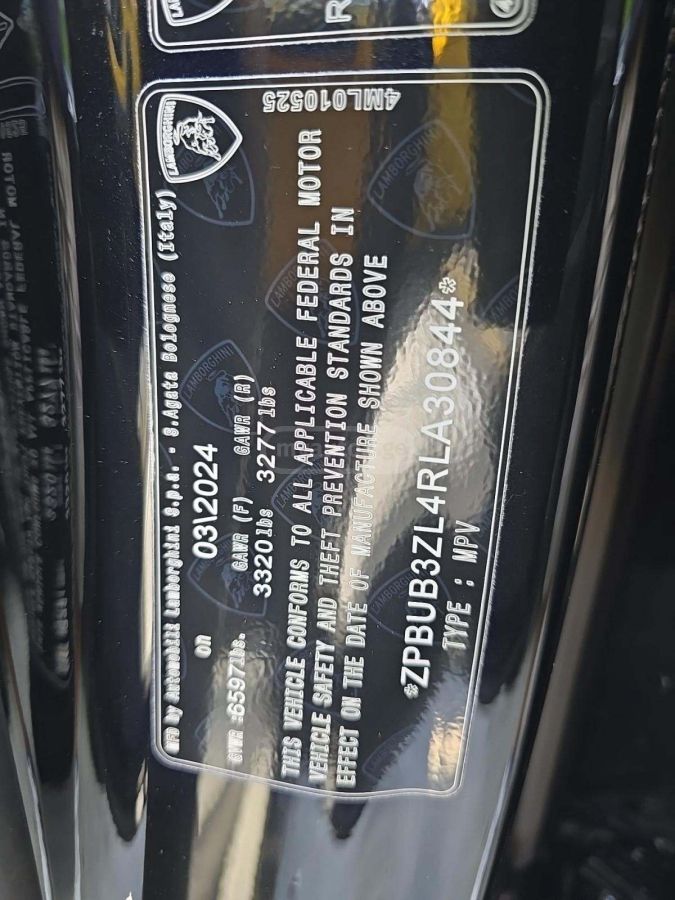 4ML010525
LAMBORGHINI
MFD by Automobili Lamborghini S.p.A. - S.Agata Bolognese (Italy)
on 03\2024
GVWR :6597lbs. GAWR (F) GAWR (R)
3320lbs 3277lbs
THIS VEHICLE CONFORMS TO ALL APPLICABLE FEDERAL MOTOR
VEHICLE SAFETY AND THEFT PREVENTION STANDARDS IN
EFFECT ON THE DATE OF MANUFACTURE SHOWN ABOVE
*ZPBUB3ZL4RLA30844*
TYPE : MPV